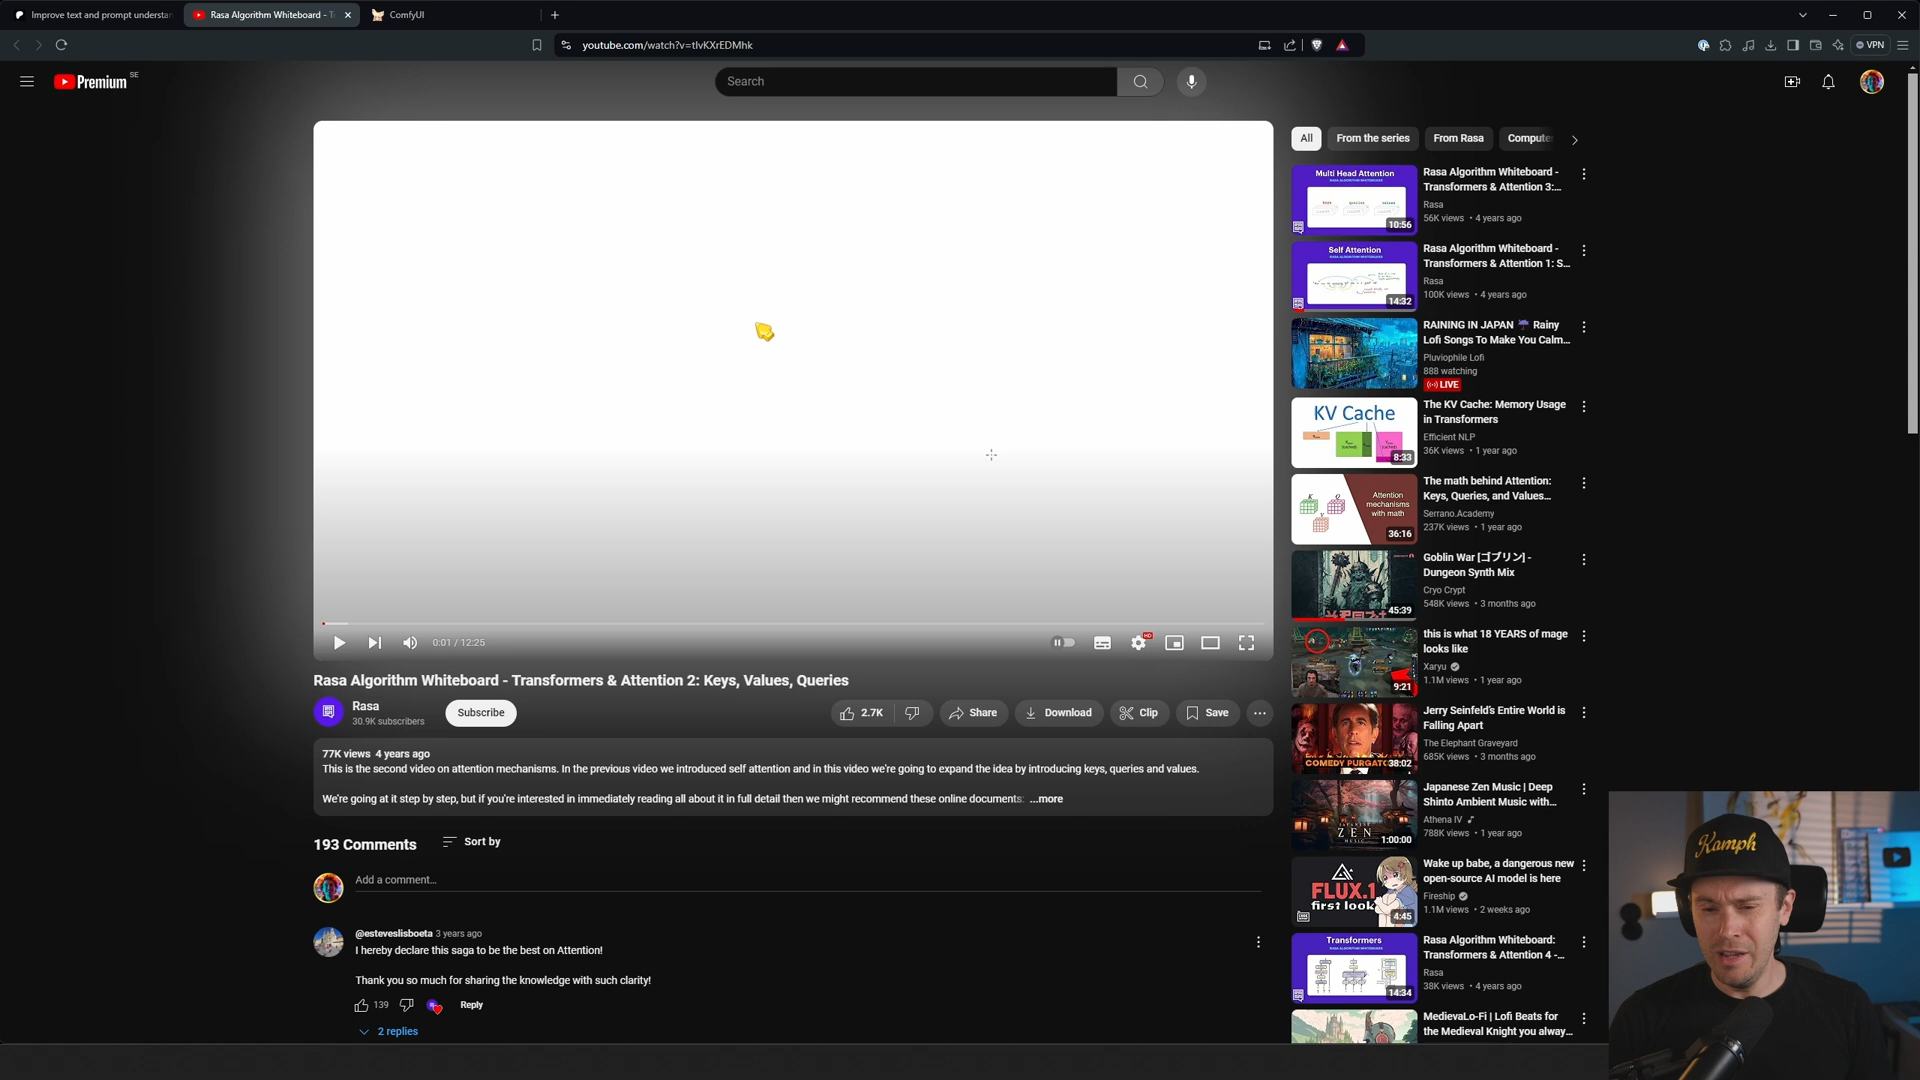 Improve text and prompt understan
Rasa Algorithm Whiteboard - T
ComfyUI
youtube.com/watch?v=tIvKXrEDMhk
VPN
Premium SE
Search
All
From the series
From Rasa
Compute
Multi Head Attention
10:56
Rasa Algorithm Whiteboard -
Transformers & Attention 3:...
Rasa
56K views • 4 years ago
Self Attention
14:32
Rasa Algorithm Whiteboard -
Transformers & Attention 1: S...
Rasa
100K views • 4 years ago
RAINING IN JAPAN ☔ Rainy
Lofi Songs To Make You Calm...
Pluviophile Lofi
888 watching
LIVE
KV Cache
8:33
The KV Cache: Memory Usage
in Transformers
Efficient NLP
36K views • 1 year ago
K Q
V
Attention
mechanisms
with math
36:16
The math behind Attention:
Keys, Queries, and Values...
Serrano.Academy
237K views • 1 year ago
45:39
Goblin War [ゴブリン] -
Dungeon Synth Mix
Cryo Crypt
548K views • 3 months ago
9:21
this is what 18 YEARS of mage
looks like
Xaryu
1.1M views • 1 year ago
COMEDY PURGATO
38:02
Jerry Seinfeld's Entire World is
Falling Apart
The Elephant Graveyard
685K views • 3 months ago
ZEN
1:00:00
Japanese Zen Music | Deep
Shinto Ambient Music with...
Athena IV
788K views • 1 year ago
FLUX.1
first look
4:45
Wake up babe, a dangerous new
open-source AI model is here
Fireship
1.1M views • 2 weeks ago
Transformers
14:34
Rasa Algorithm Whiteboard:
Transformers & Attention 4 -...
Rasa
38K views • 4 years ago
MedievaLo-Fi | Lofi Beats for
the Medieval Knight you alway...
0:01 / 12:25
HD
Rasa Algorithm Whiteboard - Transformers & Attention 2: Keys, Values, Queries
Rasa
30.9K subscribers
Subscribe
2.7K
Share
Download
Clip
Save
77K views 4 years ago
This is the second video on attention mechanisms. In the previous video we introduced self attention and in this video we're going to expand the idea by introducing keys, queries and values.
We're going at it step by step, but if you're interested in immediately reading all about it in full detail then we might recommend these online documents: ...more
193 Comments
Sort by
Add a comment...
@esteveslisboeta 3 years ago
I hereby declare this saga to be the best on Attention!
Thank you so much for sharing the knowledge with such clarity!
139
Reply
2 replies
Kamph